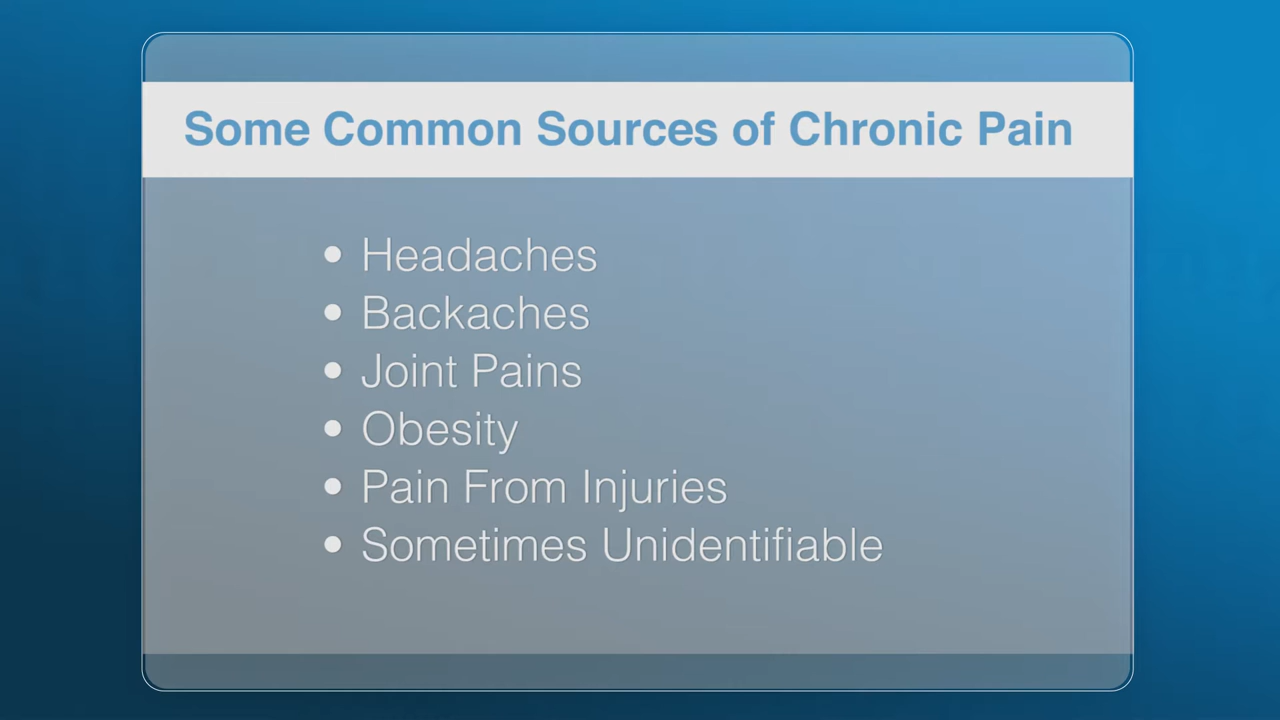 Some Common Sources of Chronic Pain
• Headaches
• Backaches
• Joint Pains
• Obesity
• Pain From Injuries
• Sometimes Unidentifiable